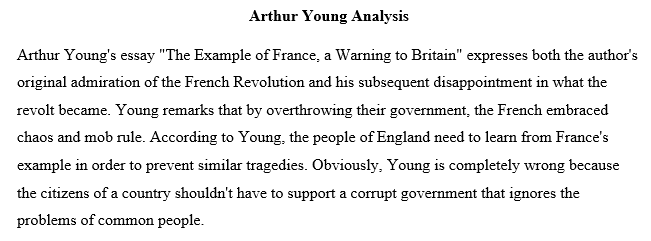 Arthur Young Analysis
Arthur Young's essay "The Example of France, a Warning to Britain" expresses both the author's
original admiration of the French Revolution and his subsequent disappointment in what the
revolt became. Young remarks that by overthrowing their government, the French embraced
chaos and mob rule. According to Young, the people of England need to learn from France's
example in order to prevent similar tragedies. Obviously, Young is completely wrong because
the citizens of a country shouldn't have to support a corrupt government that ignores the
problems of common people.